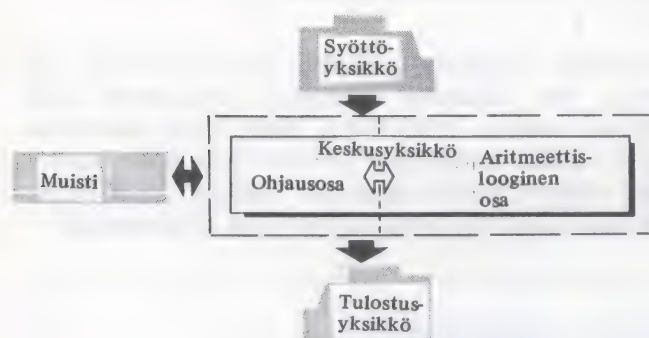 Syöttö-
yksikkö
Keskusyksikkö
Muisti
Ohjausosa
Aritmeettis-
looginen
osa
Tulostus-
yksikkö